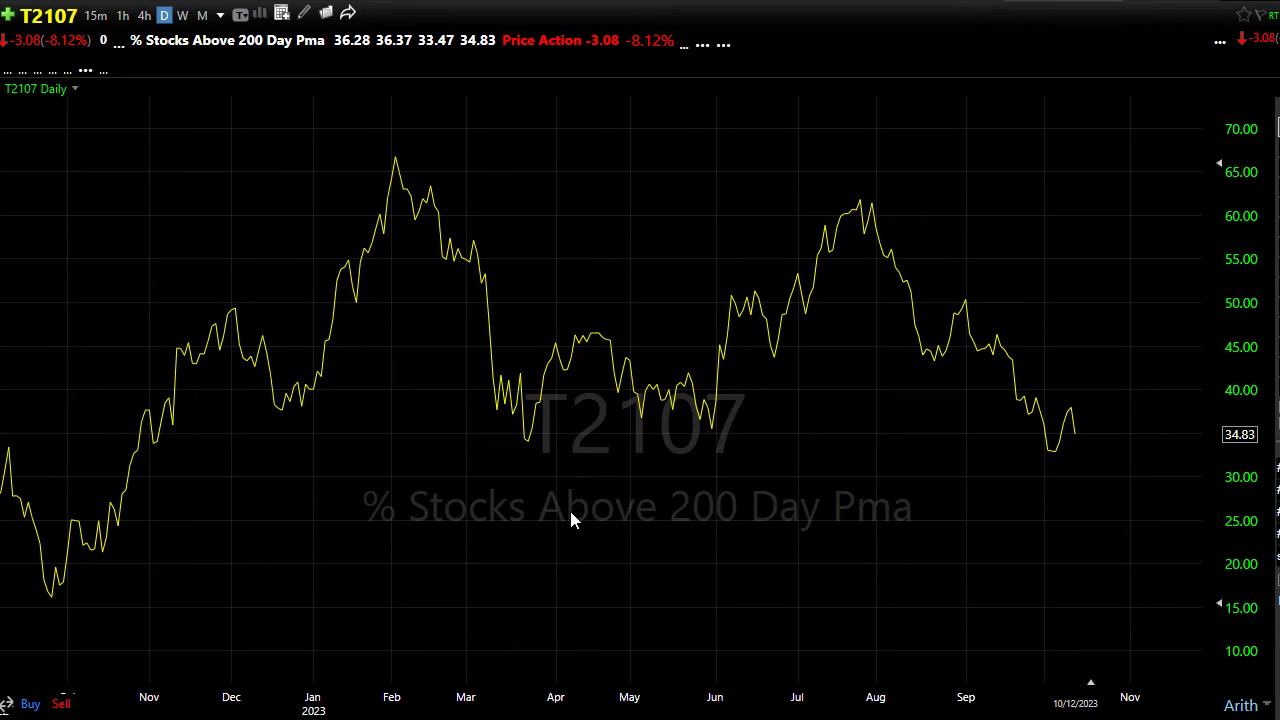 T2107 15m 1h 4h D W M T RT
-3.08(-8.12%) 0 ... % Stocks Above 200 Day Pma 36.28 36.37 33.47 34.83 Price Action -3.08 -8.12% ... ... ... ... -3.08(
... ... ... ... ... ... ...
T2107 Daily
70.00
65.00
60.00
55.00
50.00
45.00
40.00
34.83
30.00
25.00
20.00
15.00
10.00
T2107
% Stocks Above 200 Day Pma
Nov Dec Jan Feb Mar Apr May Jun Jul Aug Sep Nov
2023 10/12/2023
Buy Sell Arith